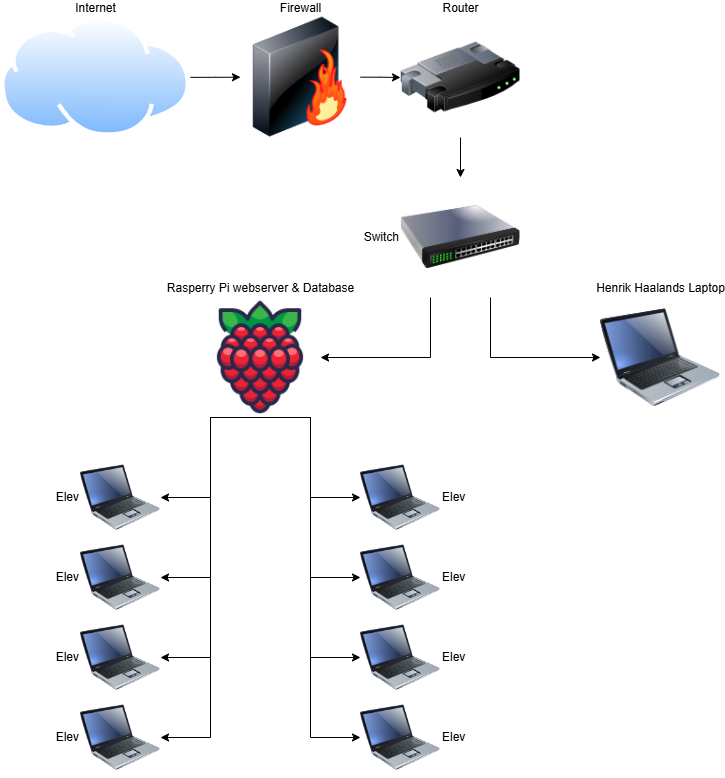 Internet
Firewall
Router
Switch
Rasperry Pi webserver & Database
Henrik Haalands Laptop
Elev
Elev
Elev
Elev
Elev
Elev
Elev
Elev